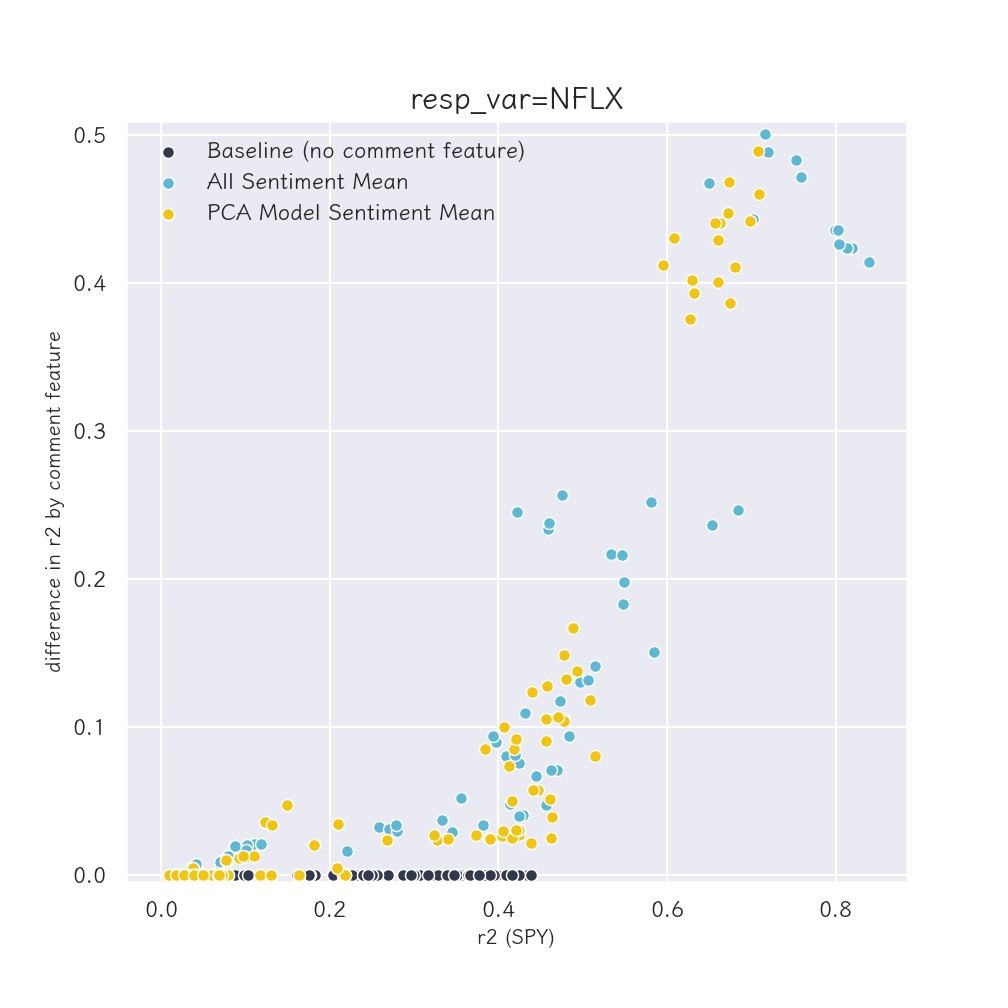 resp_var=NFLX
Baseline (no comment feature)
All Sentiment Mean
PCA Model Sentiment Mean
difference in r2 by comment feature
0.5
0.4
0.3
0.2
0.1
0.0
0.0 0.2 0.4 0.6 0.8
r2 (SPY)